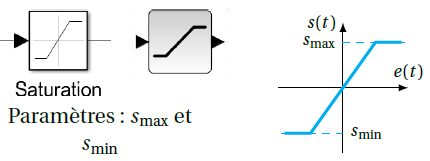 Saturation
Paramètres : smax et
smin
s(t)
smax
e(t)
smin